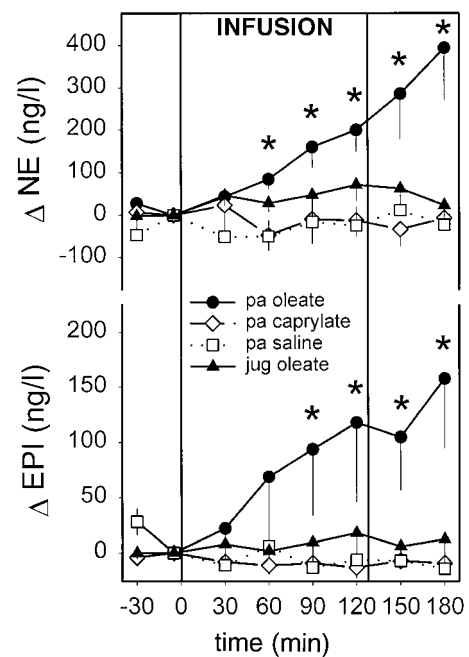 INFUSION
400
300
200
100
0
-100
Δ NE (ng/l)
* * * * *
200
150
100
50
0
Δ EPI (ng/l)
pa oleate
pa caprylate
pa saline
jug oleate
* * * *
-30 0 30 60 90 120 150 180
time (min)